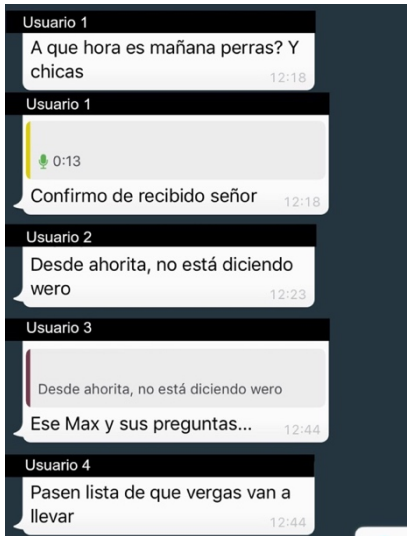 Usuario 1
A que hora es mañana perras? Y
chicas
12:18
Usuario 1
0:13
Confirmo de recibido señor
12:18
Usuario 2
Desde ahorita, no está diciendo
wero
12:23
Usuario 3
Desde ahorita, no está diciendo wero
Ese Max y sus preguntas...
12:44
Usuario 4
Pasen lista de que vergas van a
llevar
12:44